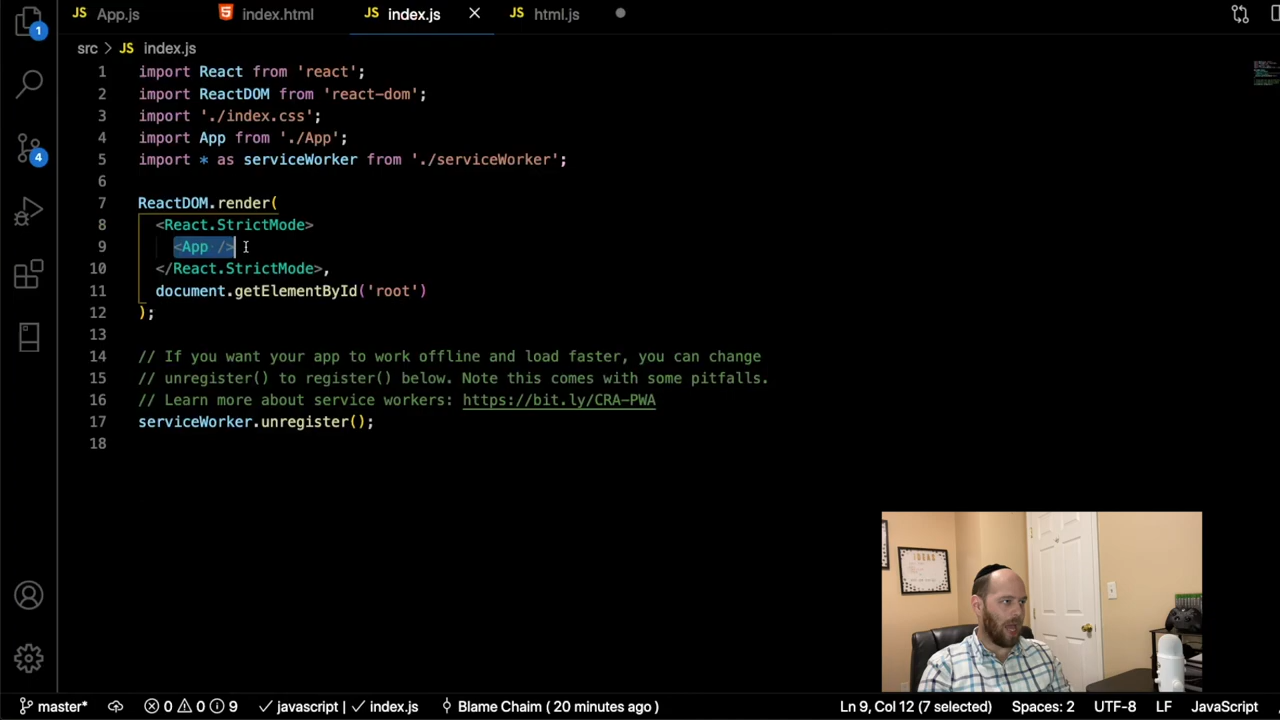 1
4
JS App.js
index.html
JS index.js
JS html.js
src > JS index.js
1 import React from 'react';
2 import ReactDOM from 'react-dom';
3 import './index.css';
4 import App from './App';
5 import * as serviceWorker from './serviceWorker';
6
7 ReactDOM.render(
8 <React.StrictMode>
9 <App />
10 </React.StrictMode>,
11 document.getElementById('root')
12 );
13
14 // If you want your app to work offline and load faster, you can change
15 // unregister() to register() below. Note this comes with some pitfalls.
16 // Learn more about service workers: https://bit.ly/CRA-PWA
17 serviceWorker.unregister();
18
IDEAS
master* 0 0 9 javascript | index.js Blame Chaim ( 20 minutes ago ) Ln 9, Col 12 (7 selected) Spaces: 2 UTF-8 LF JavaScript